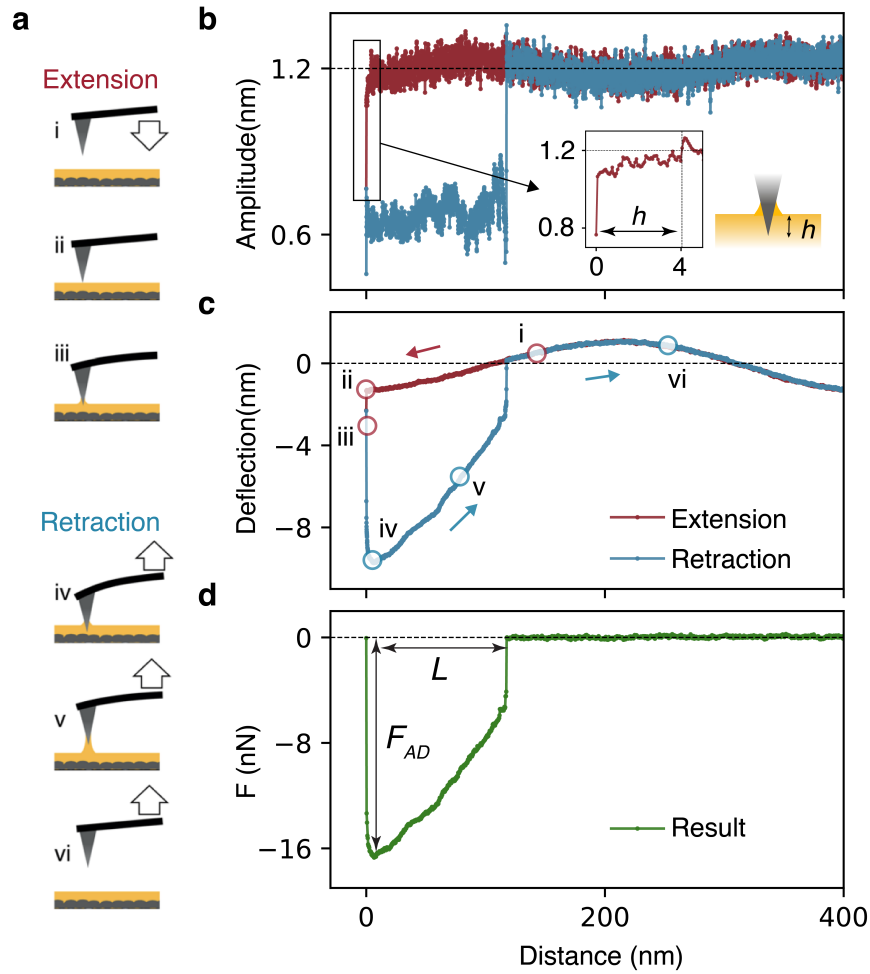 a
Extension
i
ii
iii
Retraction
iv
v
vi
b
Amplitude(nm)
1.2
0.6
1.2
0.8
h
0
4
h
c
Deflection(nm)
0
−4
−8
i
ii
iii
iv
v
vi
Extension
Retraction
d
F (nN)
0
−8
−16
L
F_AD
Result
0
200
400
Distance (nm)